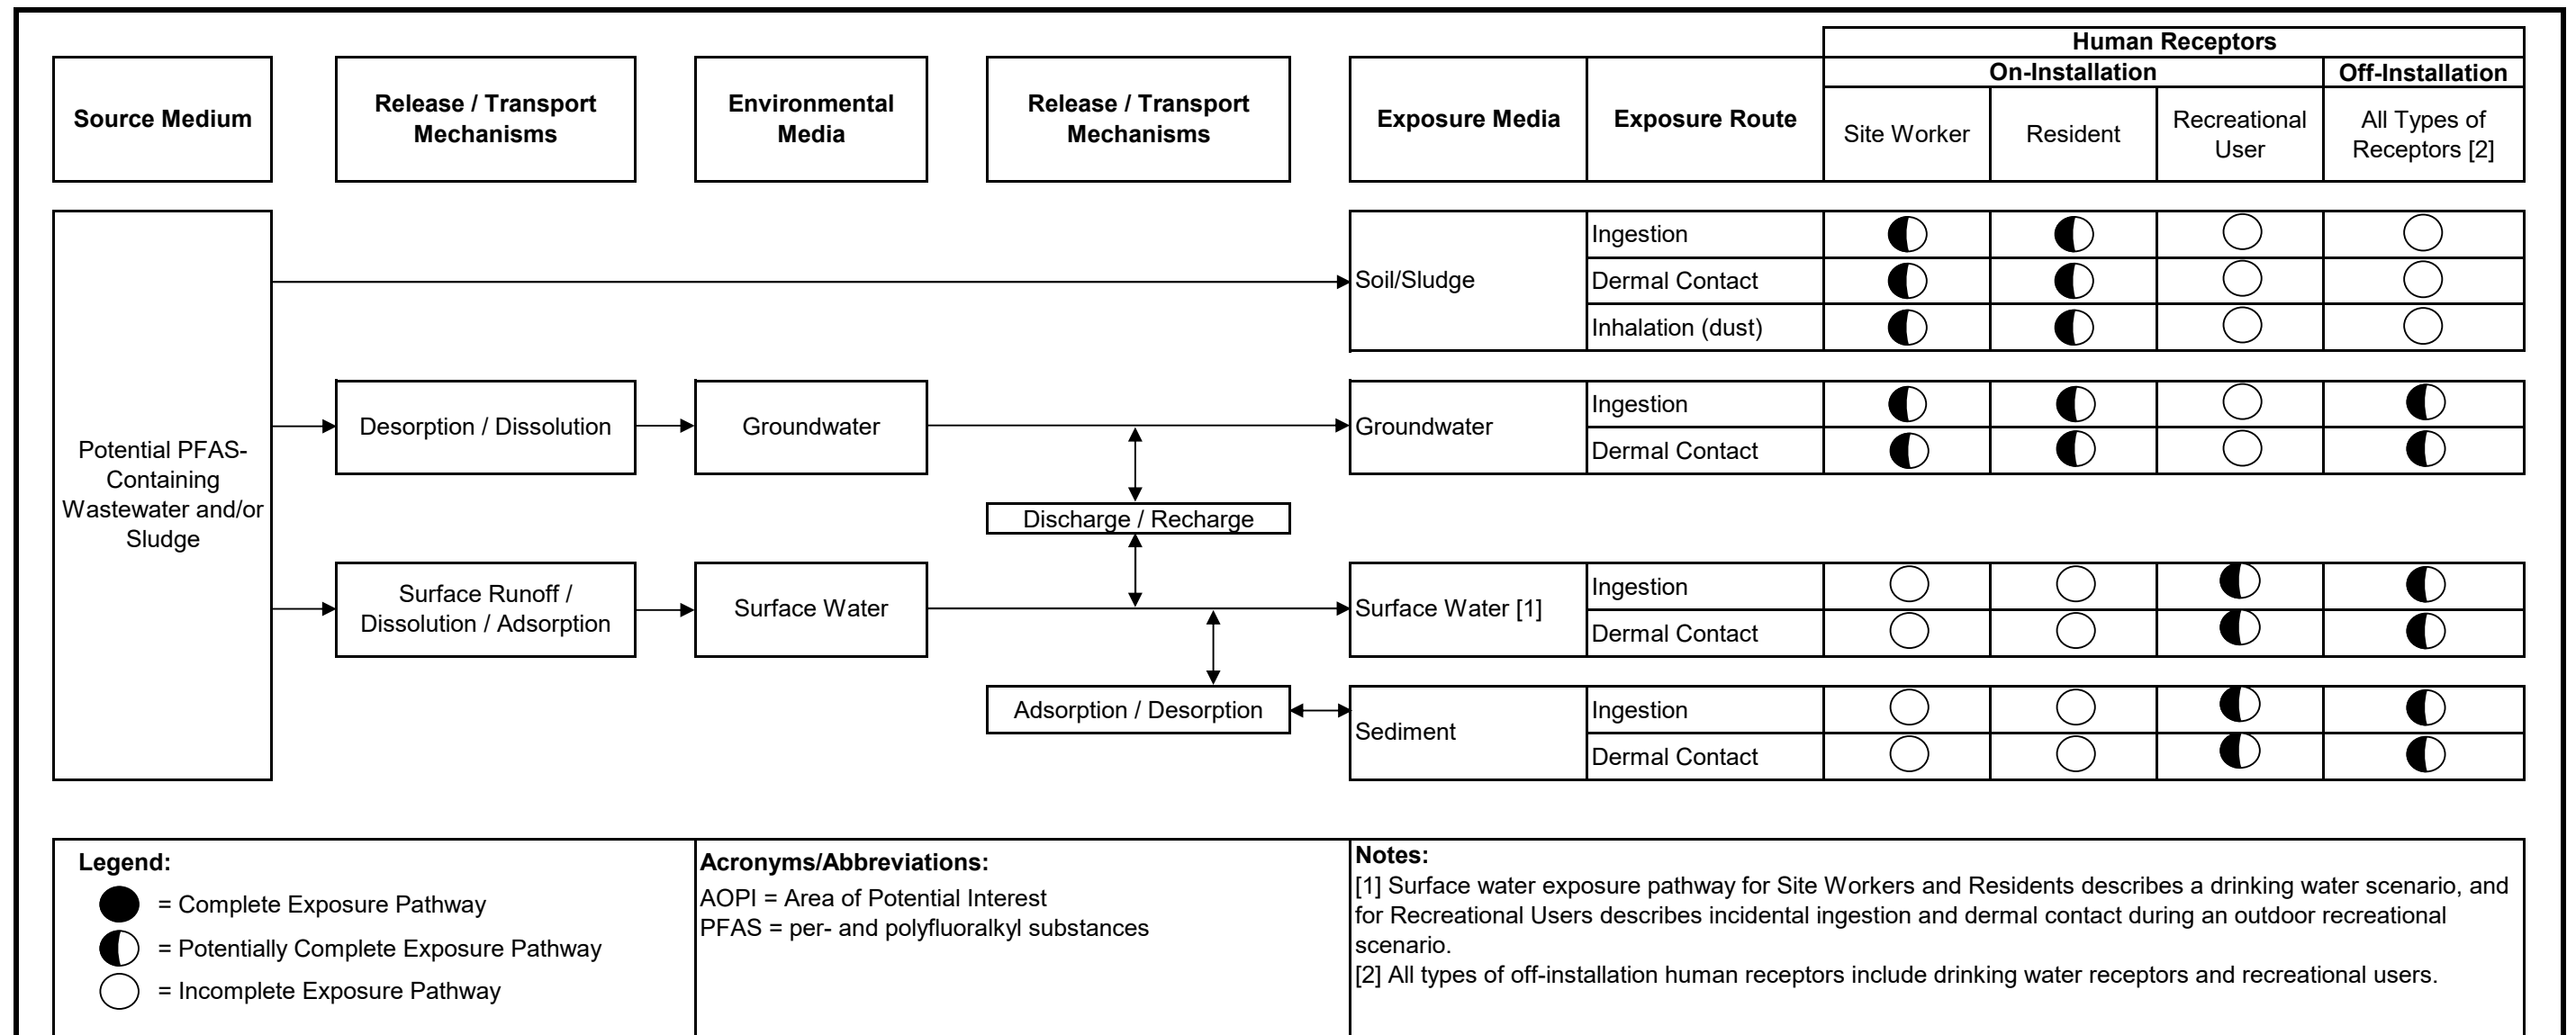 Human Receptors
On-Installation
Off-Installation
Source Medium
Release / Transport
Mechanisms
Environmental
Media
Release / Transport
Mechanisms
Exposure Media
Exposure Route
Site Worker
Resident
Recreational
User
All Types of
Receptors [2]
Potential PFAS-
Containing
Wastewater and/or
Sludge
Soil/Sludge
Ingestion
Dermal Contact
Inhalation (dust)
Desorption / Dissolution
Groundwater
Groundwater
Ingestion
Dermal Contact
Discharge / Recharge
Surface Runoff /
Dissolution / Adsorption
Surface Water
Surface Water [1]
Ingestion
Dermal Contact
Adsorption / Desorption
Sediment
Ingestion
Dermal Contact
Legend:
= Complete Exposure Pathway
= Potentially Complete Exposure Pathway
= Incomplete Exposure Pathway
Acronyms/Abbreviations:
AOPI = Area of Potential Interest
PFAS = per- and polyfluoralkyl substances
Notes:
[1] Surface water exposure pathway for Site Workers and Residents describes a drinking water scenario, and
for Recreational Users describes incidental ingestion and dermal contact during an outdoor recreational
scenario.
[2] All types of off-installation human receptors include drinking water receptors and recreational users.